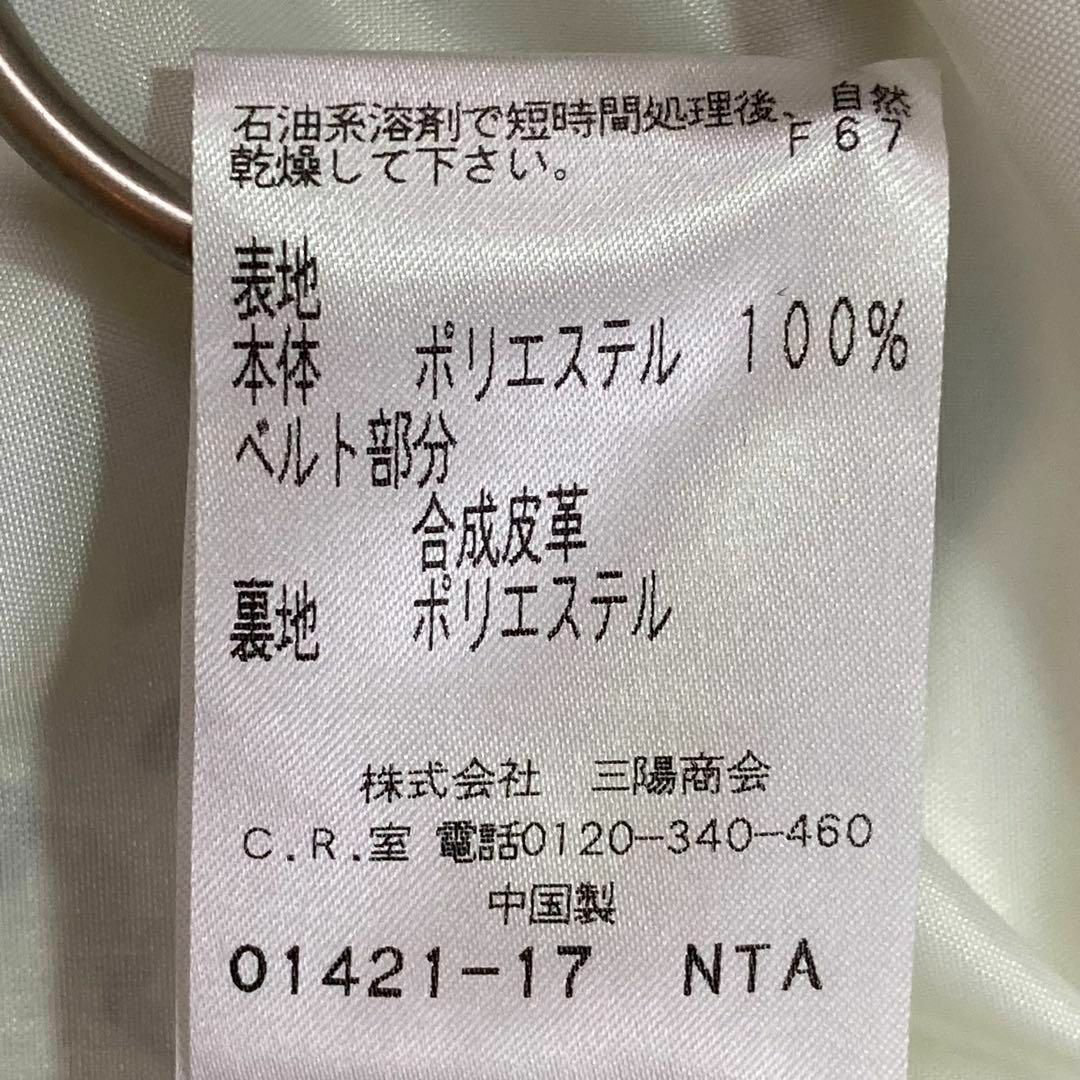 石油系溶剤で短時間処理後、自然
乾燥して下さい。 F67
表地
本体 ポリエステル 100%
ベルト部分
合成皮革
裏地 ポリエステル
株式会社 三陽商会
C.R.室 電話0120-340-460
中国製
01421-17 NTA